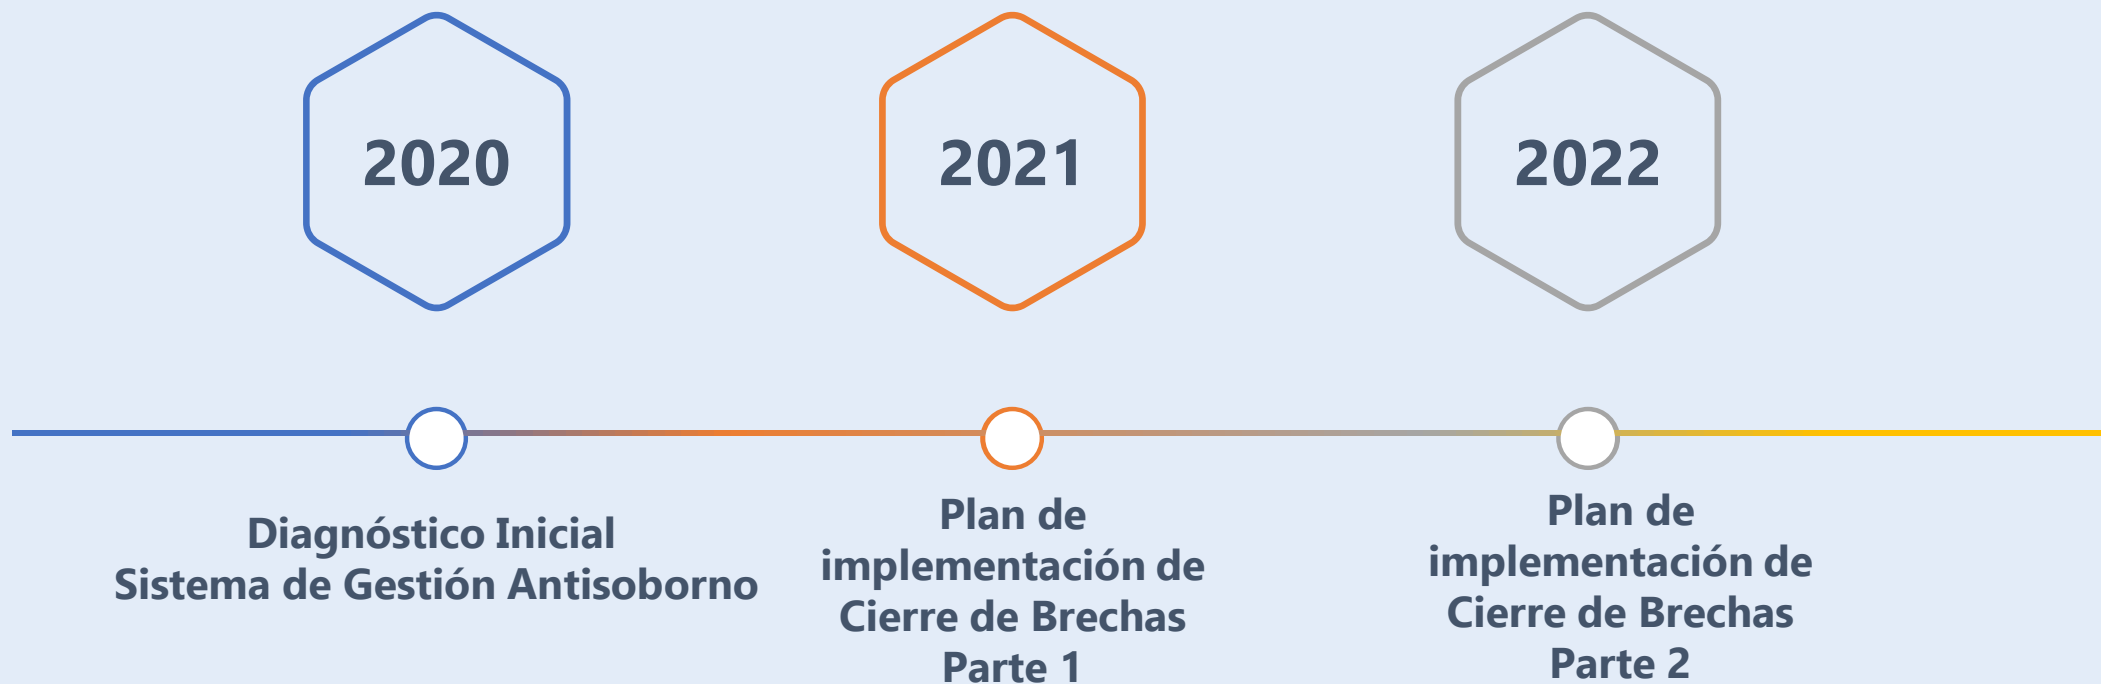 2020
2021
2022
Diagnóstico Inicial
Sistema de Gestión Antisoborno
Plan de
implementación de
Cierre de Brechas
Parte 1
Plan de
implementación de
Cierre de Brechas
Parte 2